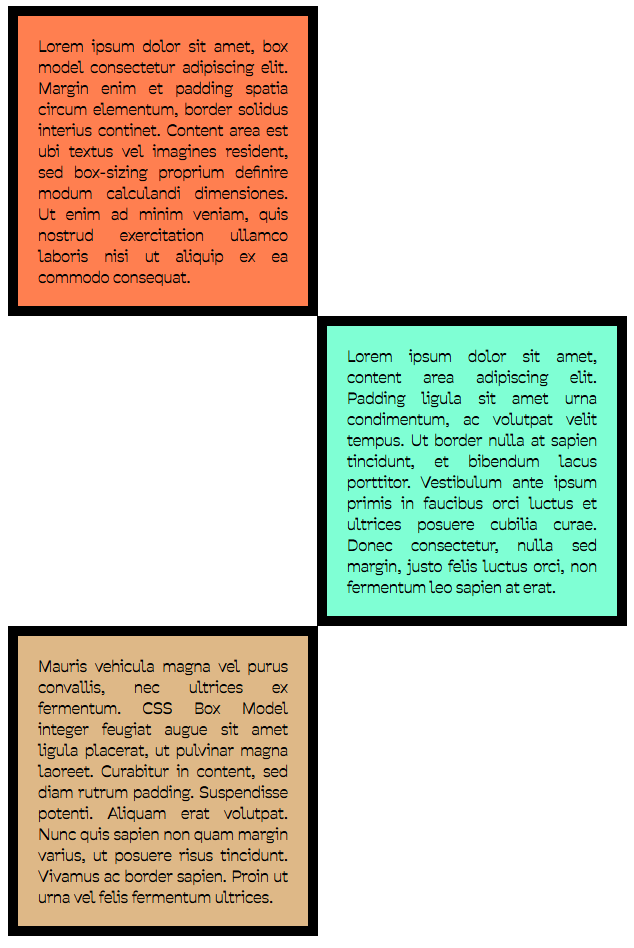 Lorem ipsum dolor sit amet, box
model consectetur adipiscing elit.
Margin enim et padding spatia
circum elementum, border solidus
interius continet. Content area est
ubi textus vel imagines resident,
sed box-sizing proprium definire
modum calculandi dimensiones.
Ut enim ad minim veniam, quis
nostrud exercitation ullamco
laboris nisi ut aliquip ex ea
commodo consequat.
Lorem ipsum dolor sit amet,
content area adipiscing elit.
Padding ligula sit amet urna
condimentum, ac volutpat velit
tempus. Ut border nulla at sapien
tincidunt, et bibendum lacus
porttitor. Vestibulum ante ipsum
primis in faucibus orci luctus et
ultrices posuere cubilia curae.
Donec consectetur, nulla sed
margin, justo felis luctus orci, non
fermentum leo sapien at erat.
Mauris vehicula magna vel purus
convallis, nec ultrices ex
fermentum. CSS Box Model
integer feugiat augue sit amet
ligula placerat, ut pulvinar magna
laoreet. Curabitur in content, sed
diam rutrum padding. Suspendisse
potenti. Aliquam erat volutpat.
Nunc quis sapien non quam margin
varius, ut posuere risus tincidunt.
Vivamus ac border sapien. Proin ut
urna vel felis fermentum ultrices.